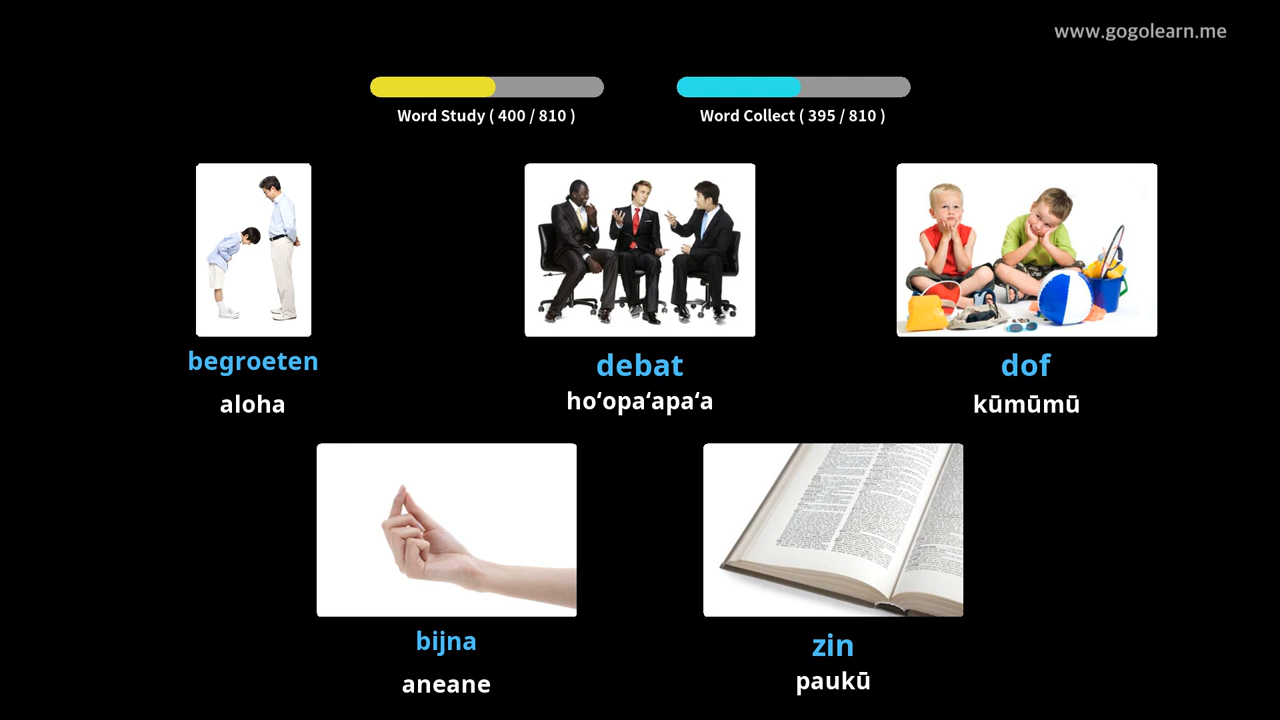 www.gogolearn.me
Word Study ( 400 / 810 )
Word Collect ( 395 / 810 )
begroeten
debat
dof
aloha
hoʻopaʻapaʻa
kūmūmū
bijna
zin
aneane
paukū